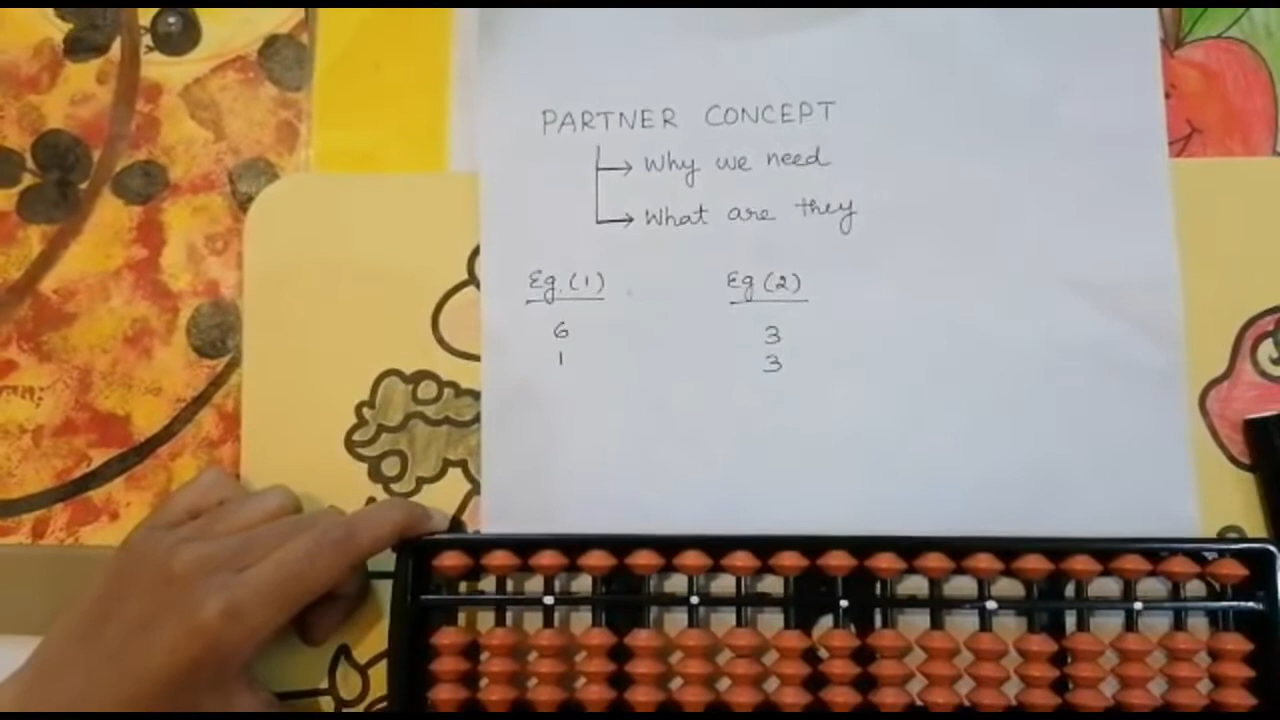 PARTNER CONCEPT
→ Why we need
→ What are they
Eg.(1) Eg(2)
6 3
1 3